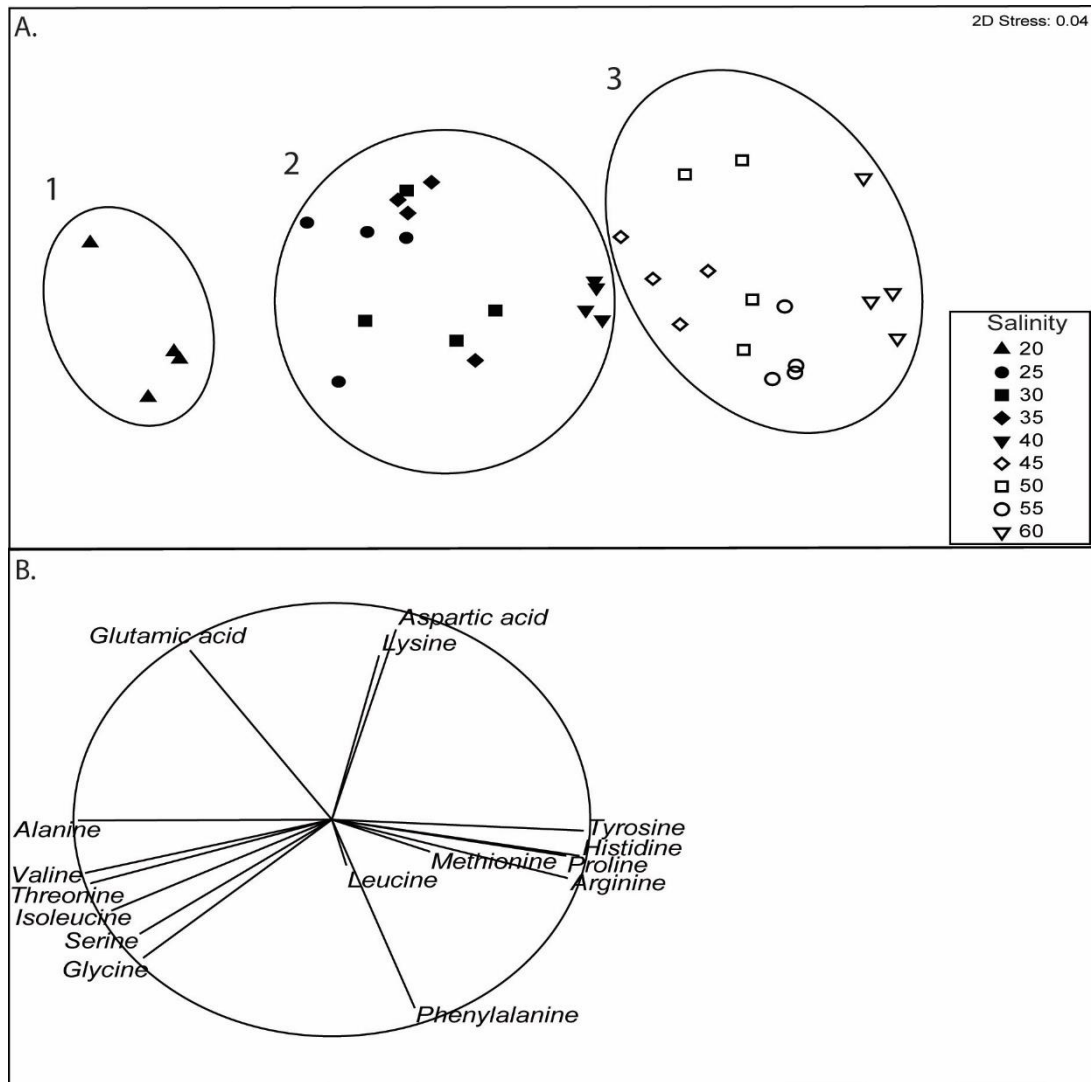 A.
2D Stress: 0.04
3
2
1
Salinity
20
25
30
35
40
45
50
55
60
B.
Aspartic acid
Glutamic acid
Lysine
Alanine
Tyrosine
Histidine
Methionine
Proline
Valine
Leucine
Arginine
Threonine
Isoleucine
Serine
Glycine
Phenylalanine